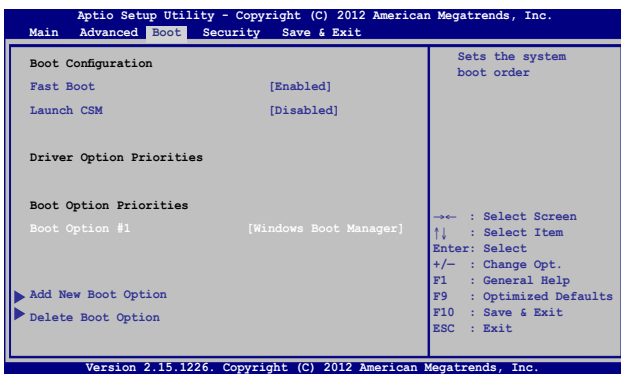 Aptio Setup Utility - Copyright (C) 2012 American Megatrends, Inc.
Main Advanced Boot Security Save & Exit
Boot Configuration
Fast Boot [Enabled]
Launch CSM [Disabled]
Driver Option Priorities
Boot Option Priorities
Boot Option #1 [Windows Boot Manager]
Add New Boot Option
Delete Boot Option
Sets the system
boot order
→← : Select Screen
↑↓ : Select Item
Enter: Select
+/— : Change Opt.
F1 : General Help
F9 : Optimized Defaults
F10 : Save & Exit
ESC : Exit
Version 2.15.1226. Copyright (C) 2012 American Megatrends, Inc.